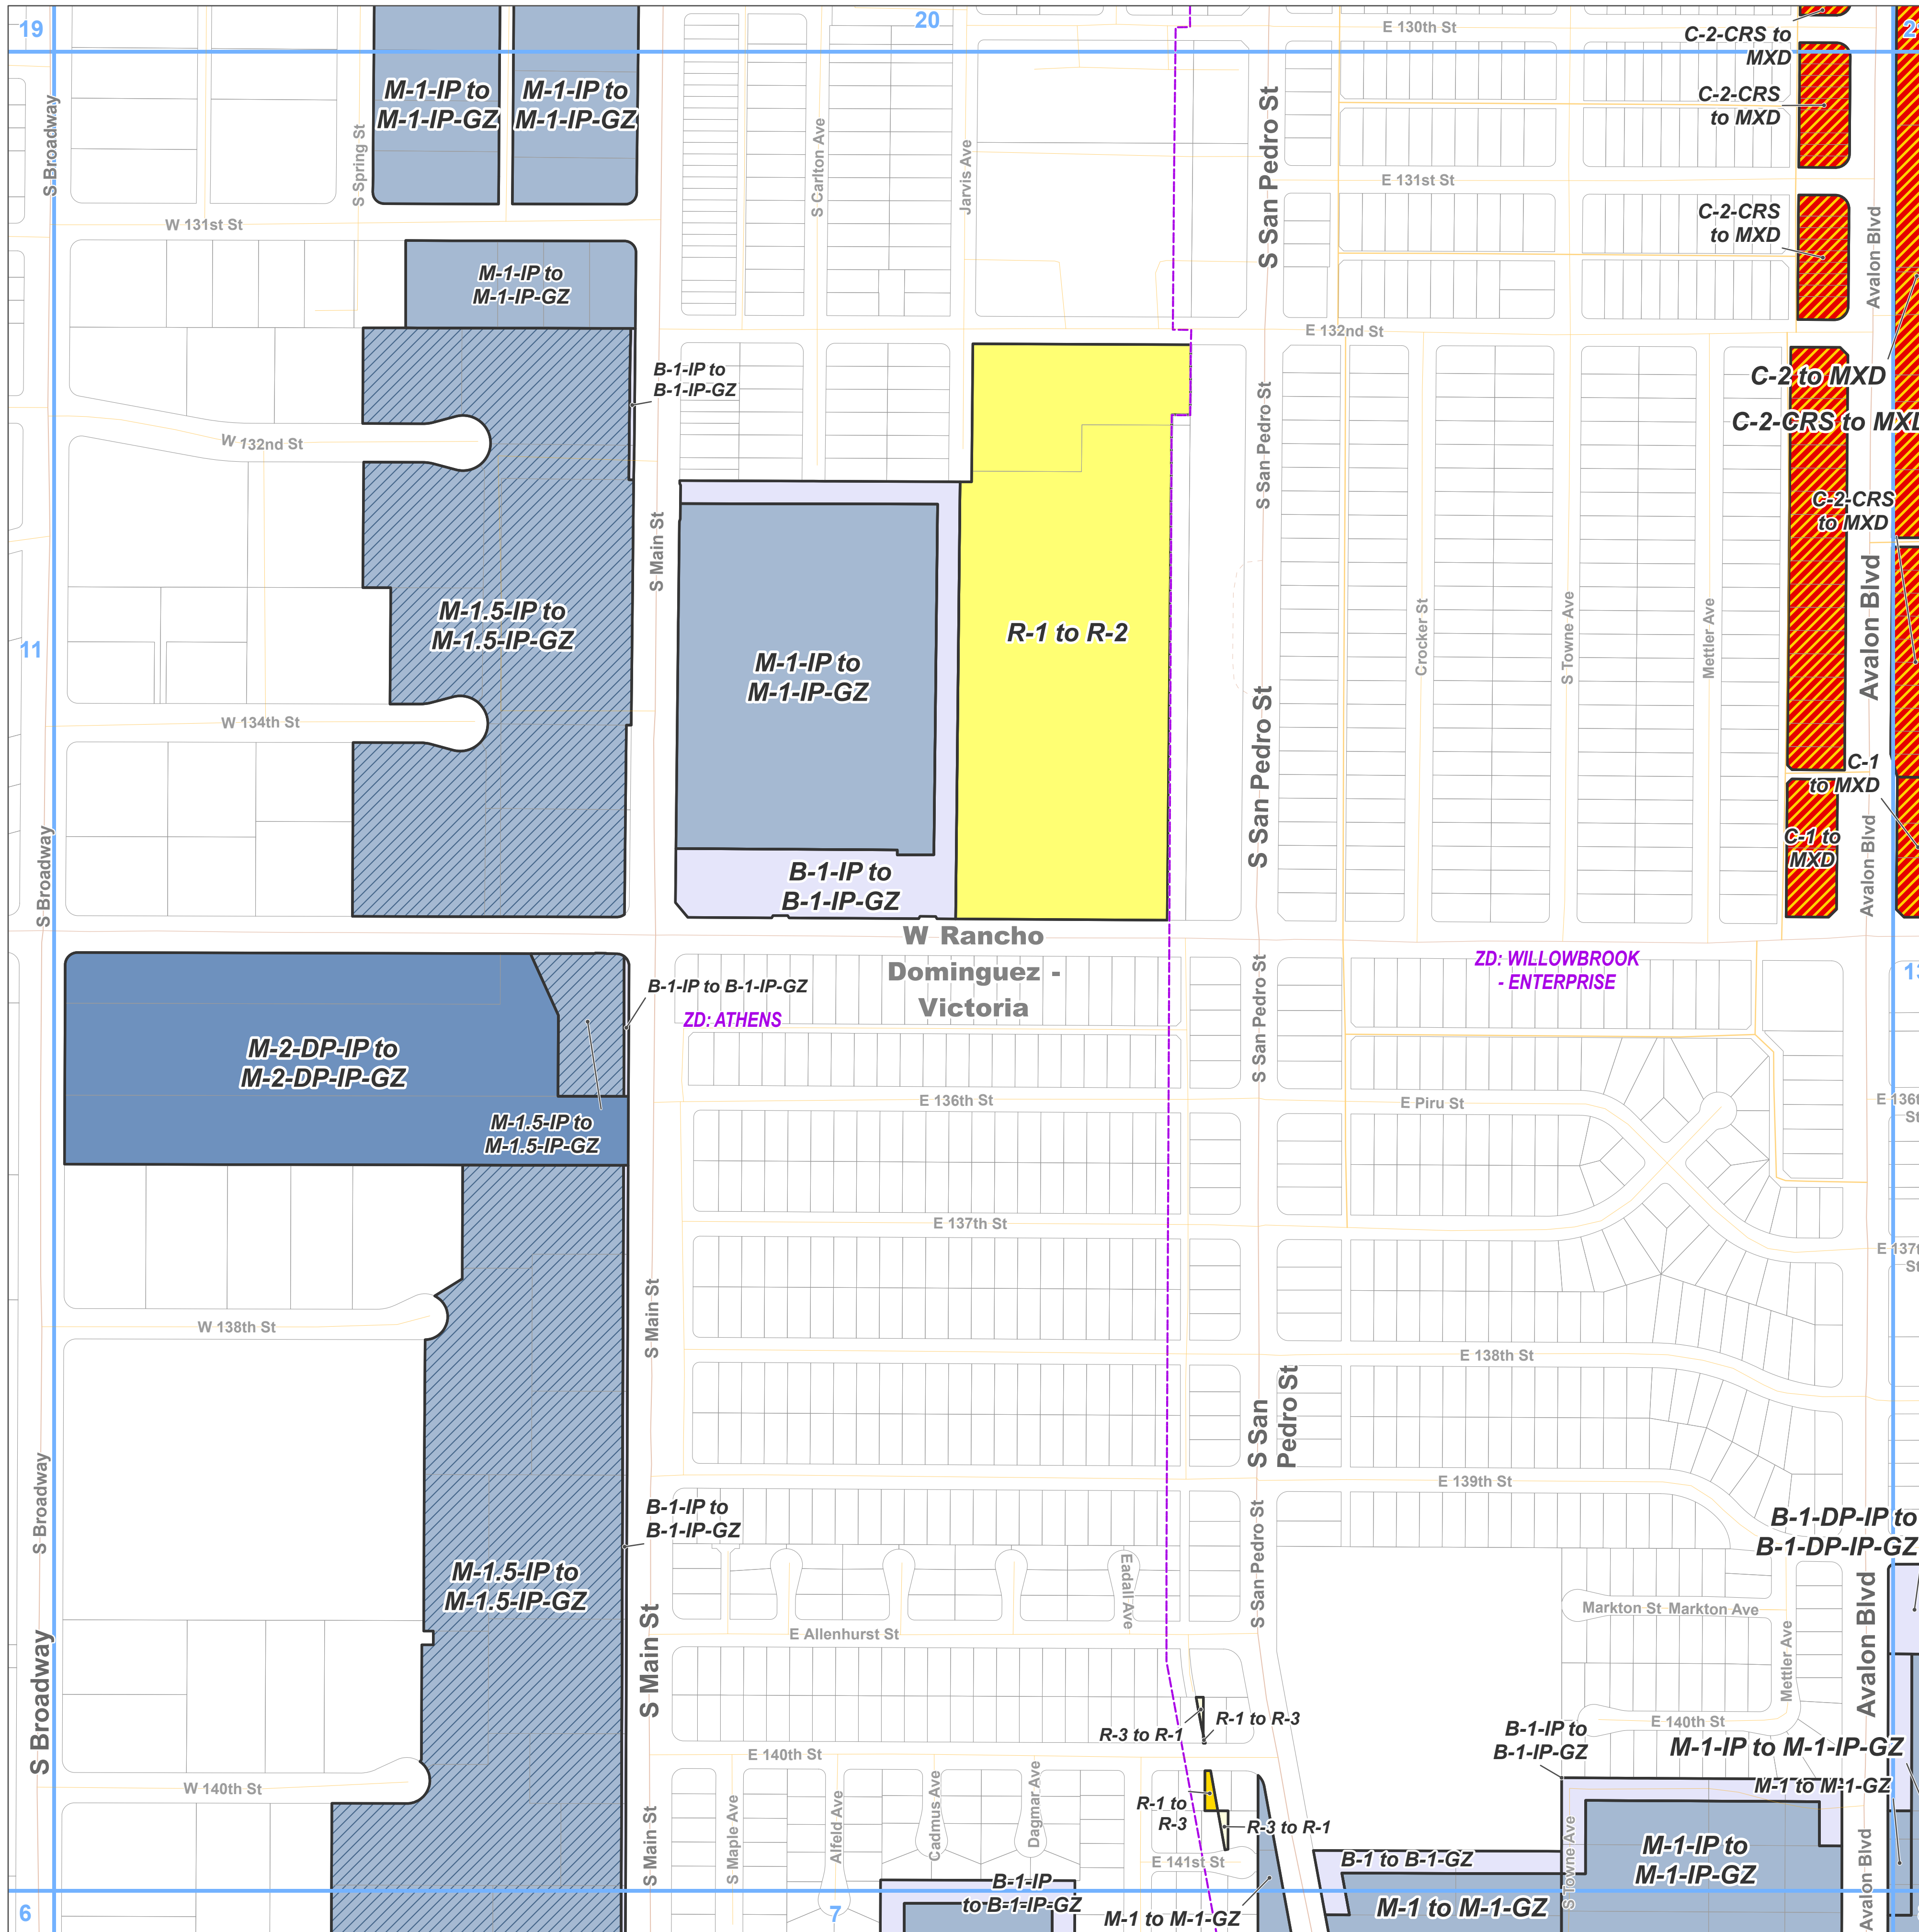 19
20
2
E 130th St
C-2-CRS to
MXD
M-1-IP to
M-1-IP-GZ
M-1-IP to
M-1-IP-GZ
C-2-CRS
to MXD
S Broadway
S Spring St
S Carlton Ave
Jarvis Ave
S San Pedro St
E 131st St
W 131st St
C-2-CRS
to MXD
Avalon Blvd
M-1-IP to
M-1-IP-GZ
E 132nd St
B-1-IP to
B-1-IP-GZ
C-2 to MXD
C-2-CRS to MXD
W 132nd St
S San Pedro St
S Main St
C-2-CRS
to MXD
11
M-1.5-IP to
M-1.5-IP-GZ
M-1-IP to
M-1-IP-GZ
R-1 to R-2
Crocker St
S Towne Ave
Mettler Ave
Avalon Blvd
W 134th St
S San Pedro St
C-1
to MXD
C-1 to
MXD
S Broadway
Avalon Blvd
B-1-IP to
B-1-IP-GZ
W Rancho
Dominguez -
Victoria
ZD: WILLOWBROOK
- ENTERPRISE
13
B-1-IP to B-1-IP-GZ
ZD: ATHENS
S San Pedro St
M-2-DP-IP to
M-2-DP-IP-GZ
E 136th St
E Piru St
E 136t
St
M-1.5-IP to
M-1.5-IP-GZ
E 137th St
E 137t
St
S Main St
W 138th St
E 138th St
S San
Pedro St
E 139th St
S Broadway
B-1-IP to
B-1-IP-GZ
S San Pedro St
B-1-DP-IP to
B-1-DP-IP-GZ
M-1.5-IP to
M-1.5-IP-GZ
Eadall Ave
Markton St
Markton Ave
Avalon Blvd
S Main St
E Allenhurst St
Mettler Ave
S Broadway
R-3 to R-1
R-1 to R-3
E 140th St
B-1-IP to
B-1-IP-GZ
M-1-IP to M-1-IP-GZ
E 140th St
W 140th St
M-1 to M-1-GZ
R-1 to
R-3
R-3 to R-1
S Main St
S Maple Ave
Alfeld Ave
Cadmus Ave
Dagmar Ave
E 141st St
B-1 to B-1-GZ
S Towne Ave
M-1-IP to
M-1-IP-GZ
Avalon Blvd
B-1-IP
to B-1-IP-GZ
M-1 to M-1-GZ
M-1 to M-1-GZ
6
7